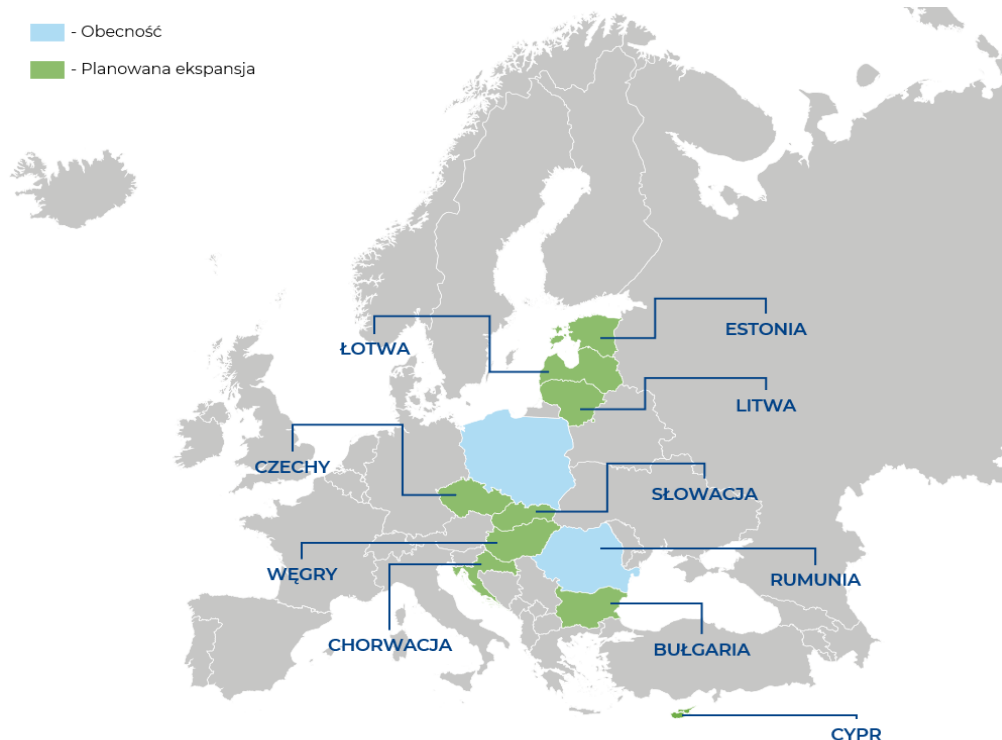 - Obecność
- Planowana ekspansja
ESTONIA
ŁOTWA
LITWA
CZECHY
SŁOWACJA
WĘGRY
RUMUNIA
CHORWACJA
BUŁGARIA
CYPR